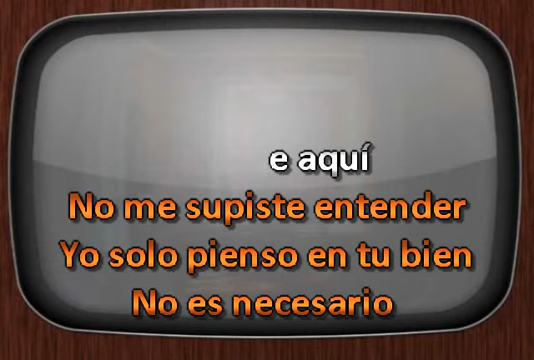 e aquí
No me supiste entender
Yo solo pienso en tu bien
No es necesario